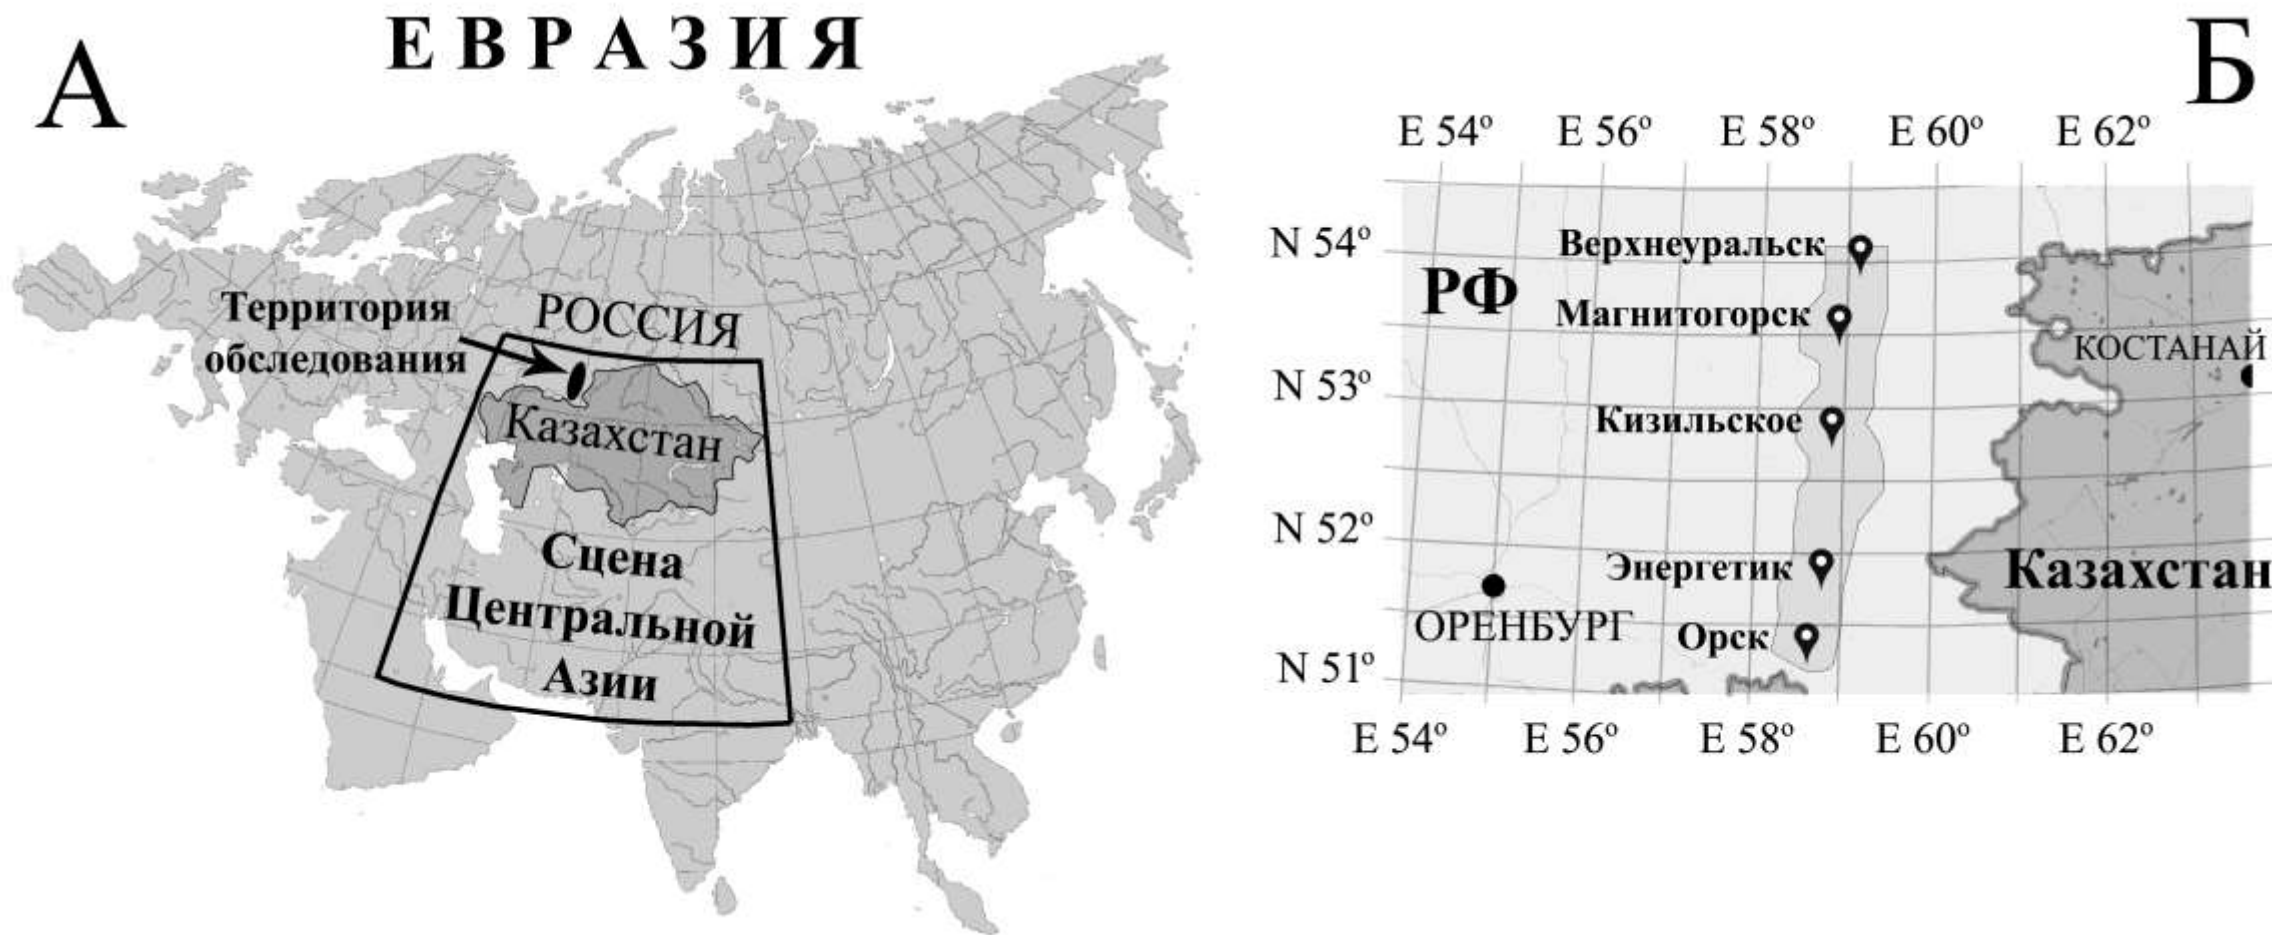 А
ЕВРАЗИЯ
Территория
обследования
РОССИЯ
Казахстан
Сцена
Центральной
Азии
Б
E 54º E 56º E 58º E 60º E 62º
N 54º
N 53º
N 52º
N 51º
РФ
Верхнеуральск
Магнитогорск
КОСТАНАЙ
Кизильское
Энергетик
Казахстан
ОРЕНБУРГ
Орск
E 54º E 56º E 58º E 60º E 62º